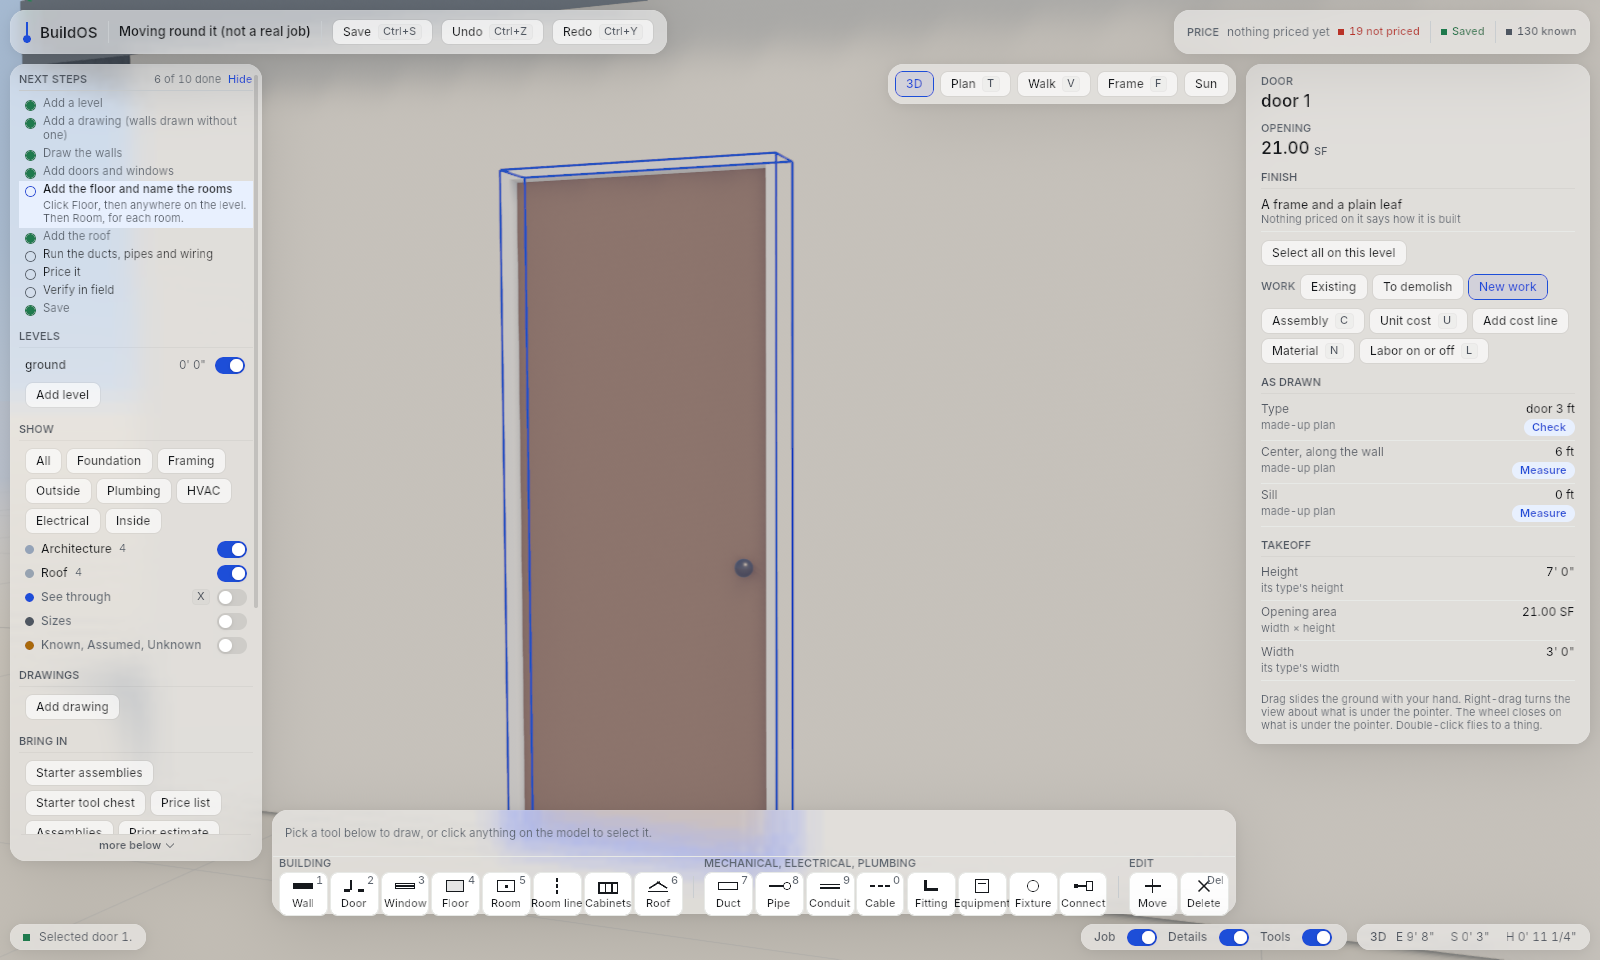 BuildOS
Moving round it (not a real job)
Save Ctrl+S
Undo Ctrl+Z
Redo Ctrl+Y
PRICE nothing priced yet 19 not priced Saved 130 known
NEXT STEPS 6 of 10 done Hide
Add a level
Add a drawing (walls drawn without
one)
Draw the walls
Add doors and windows
Add the floor and name the rooms
Click Floor, then anywhere on the level.
Then Room, for each room.
Add the roof
Run the ducts, pipes and wiring
Price it
Verify in field
Save
LEVELS
ground 0' 0"
Add level
SHOW
All Foundation Framing
Outside Plumbing HVAC
Electrical Inside
Architecture 4
Roof 4
See through X
Sizes
Known, Assumed, Unknown
DRAWINGS
Add drawing
BRING IN
Starter assemblies
Starter tool chest Price list
Assemblies Prior estimate
more below
3D Plan T Walk V Frame F Sun
DOOR
door 1
OPENING
21.00 SF
FINISH
A frame and a plain leaf
Nothing priced on it says how it is built
Select all on this level
WORK Existing To demolish New work
Assembly C Unit cost U Add cost line
Material N Labor on or off L
AS DRAWN
Type door 3 ft
made-up plan Check
Center, along the wall 6 ft
made-up plan Measure
Sill 0 ft
made-up plan Measure
TAKEOFF
Height 7' 0"
its type's height
Opening area 21.00 SF
width × height
Width 3' 0"
its type's width
Drag slides the ground with your hand. Right-drag turns the
view about what is under the pointer. The wheel closes on
what is under the pointer. Double-click flies to a thing.
Pick a tool below to draw, or click anything on the model to select it.
BUILDING MECHANICAL, ELECTRICAL, PLUMBING EDIT
1 2 3 4 5 6 7 8 9 0 Del
Wall Door Window Floor Room Room line Cabinets Roof Duct Pipe Conduit Cable Fitting Equipment Fixture Connect Move Delete
Selected door 1.
Job Details Tools
3D E 9' 8" S 0' 3" H 0' 11 1/4"